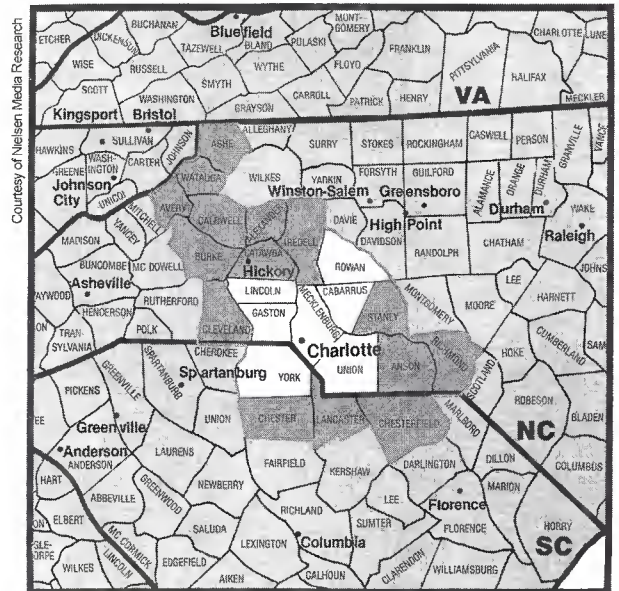 Courtesy of Nielsen Media Research
ETCHER
DICKENSON
BUCHANAN
Bluefield
TAZEWELL
BLAND
PULASKI
MONT-
GOMERY
FRANKLIN
PITTSYLVANIA
CHARLOTTE
LUNE
WISE
RUSSELL
SMYTH
WYTHE
FLOYD
HALIFAX
SCOTT
WASHINGTON
GRAYSON
CARROLL
PATRICK
HENRY
VA
MECKLER
Kingsport
Bristol
SULLIVAN
JOHNSON
ASHE
ALLEGHANY
SURRY
STOKES
ROCKINGHAM
CASWELL
PERSON
GRANVILLE
VANCE
HAWKINS
GREENE
WASH-
INGTON
CARTER
WATAUGA
WILKES
YADKIN
FORSYTH
GUILFORD
ALAMANCE
ORANGE
DURHAM
Johnson
City
UNICOI
Winston-Salem
Greensboro
Durham
WAKE
Raleigh
MITCHELL
AVERY
CALDWELL
ALEXANDER
IREDELL
DAVIE
High Point
DAVIDSON
RANDOLPH
CHATHAM
MADISON
YANCEY
BURKE
CATAWBA
Hickory
ROWAN
LEE
JOHNS
BUNCOMBE
MC DOWELL
Asheville
AYWOOD
LINCOLN
MECKLENBURG
CABARRUS
MONTGOMERY
MOORE
HARNETT
HENDERSON
RUTHERFORD
GASTON
STANLEY
ON
TRAN-
SYLVANIA
POLK
CLEVELAND
Charlotte
RICHMOND
HOKE
CUMBERLAND
SAM
CHEROKEE
UNION
ANSON
SCOTLAND
PICKENS
GREENVILLE
SPARTANBURG
Spartanburg
YORK
ROBESON
BLADEN
Greenville
UNION
CHESTER
LANCASTER
CHESTERFIELD
MARLBORO
NC
EE
Anderson
ANDERSON
LAURENS
FAIRFIELD
KERSHAW
DARLINGTON
DILLON
COLUMBUS
HART
ABBEVILLE
GREENWOOD
NEWBERRY
LEE
MARION
ELBERT
RICHLAND
SUMTER
Florence
FLORENCE
HORRY
SALUDA
MC CORMICK
LEXINGTON
Columbia
SC
GLE-
ORPE
WILKES
LINCOLN
EDGEFIELD
AIKEN
CALHOUN
CLARENDON
WILLIAMSBURG